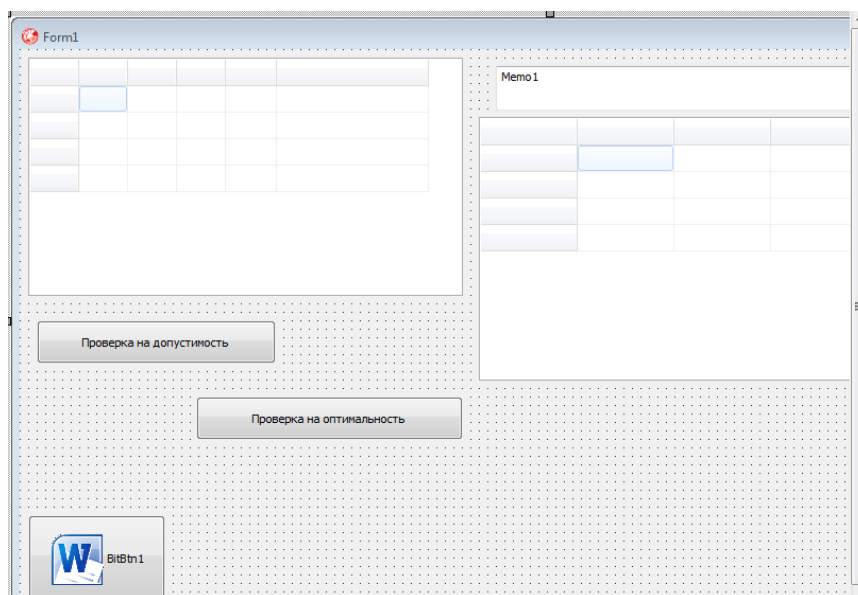 Form1
Memo1
Проверка на допустимость
Проверка на оптимальность
W
BitBtn1